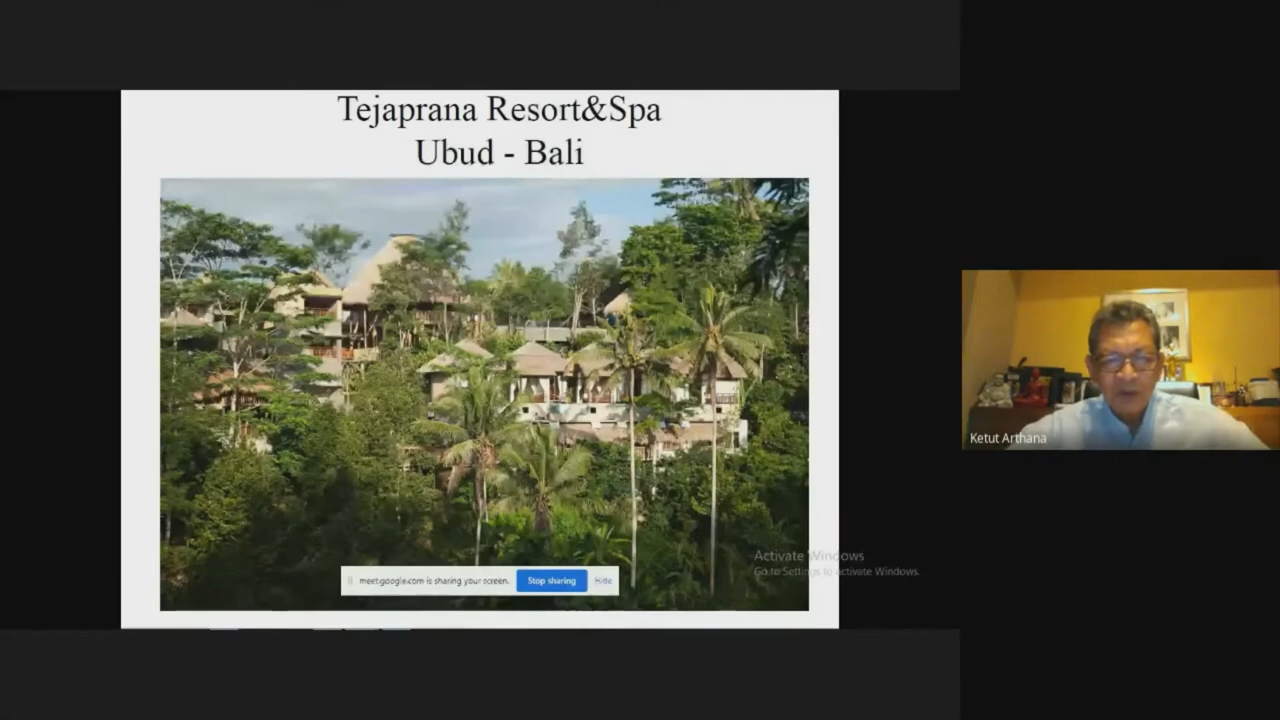 Tejaprana Resort&Spa
Ubud - Bali
Ketut Arthana
Activate Windows
Go to Settings to activate Windows.
meet.google.com is sharing your screen.
Stop sharing
Hide